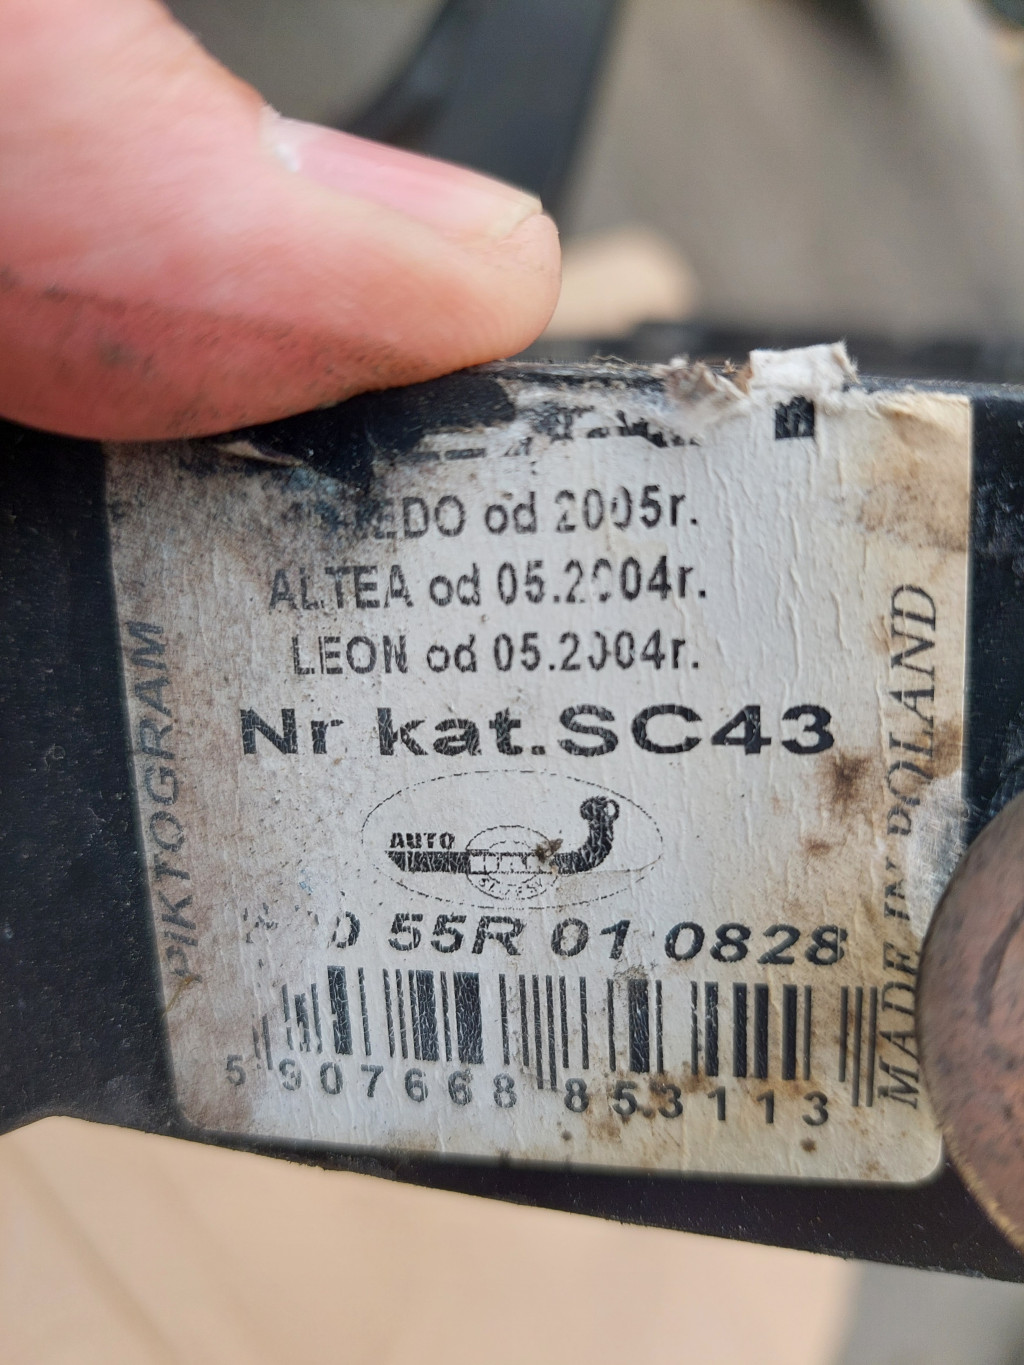 od 2005r.
ALTEA od 05.2004r.
LEON od 05.2004r.
Nr kat.SC43
AUTO
55R 01 0828
5 907668 853113
PIKTOGRAM
MADE IN POLAND